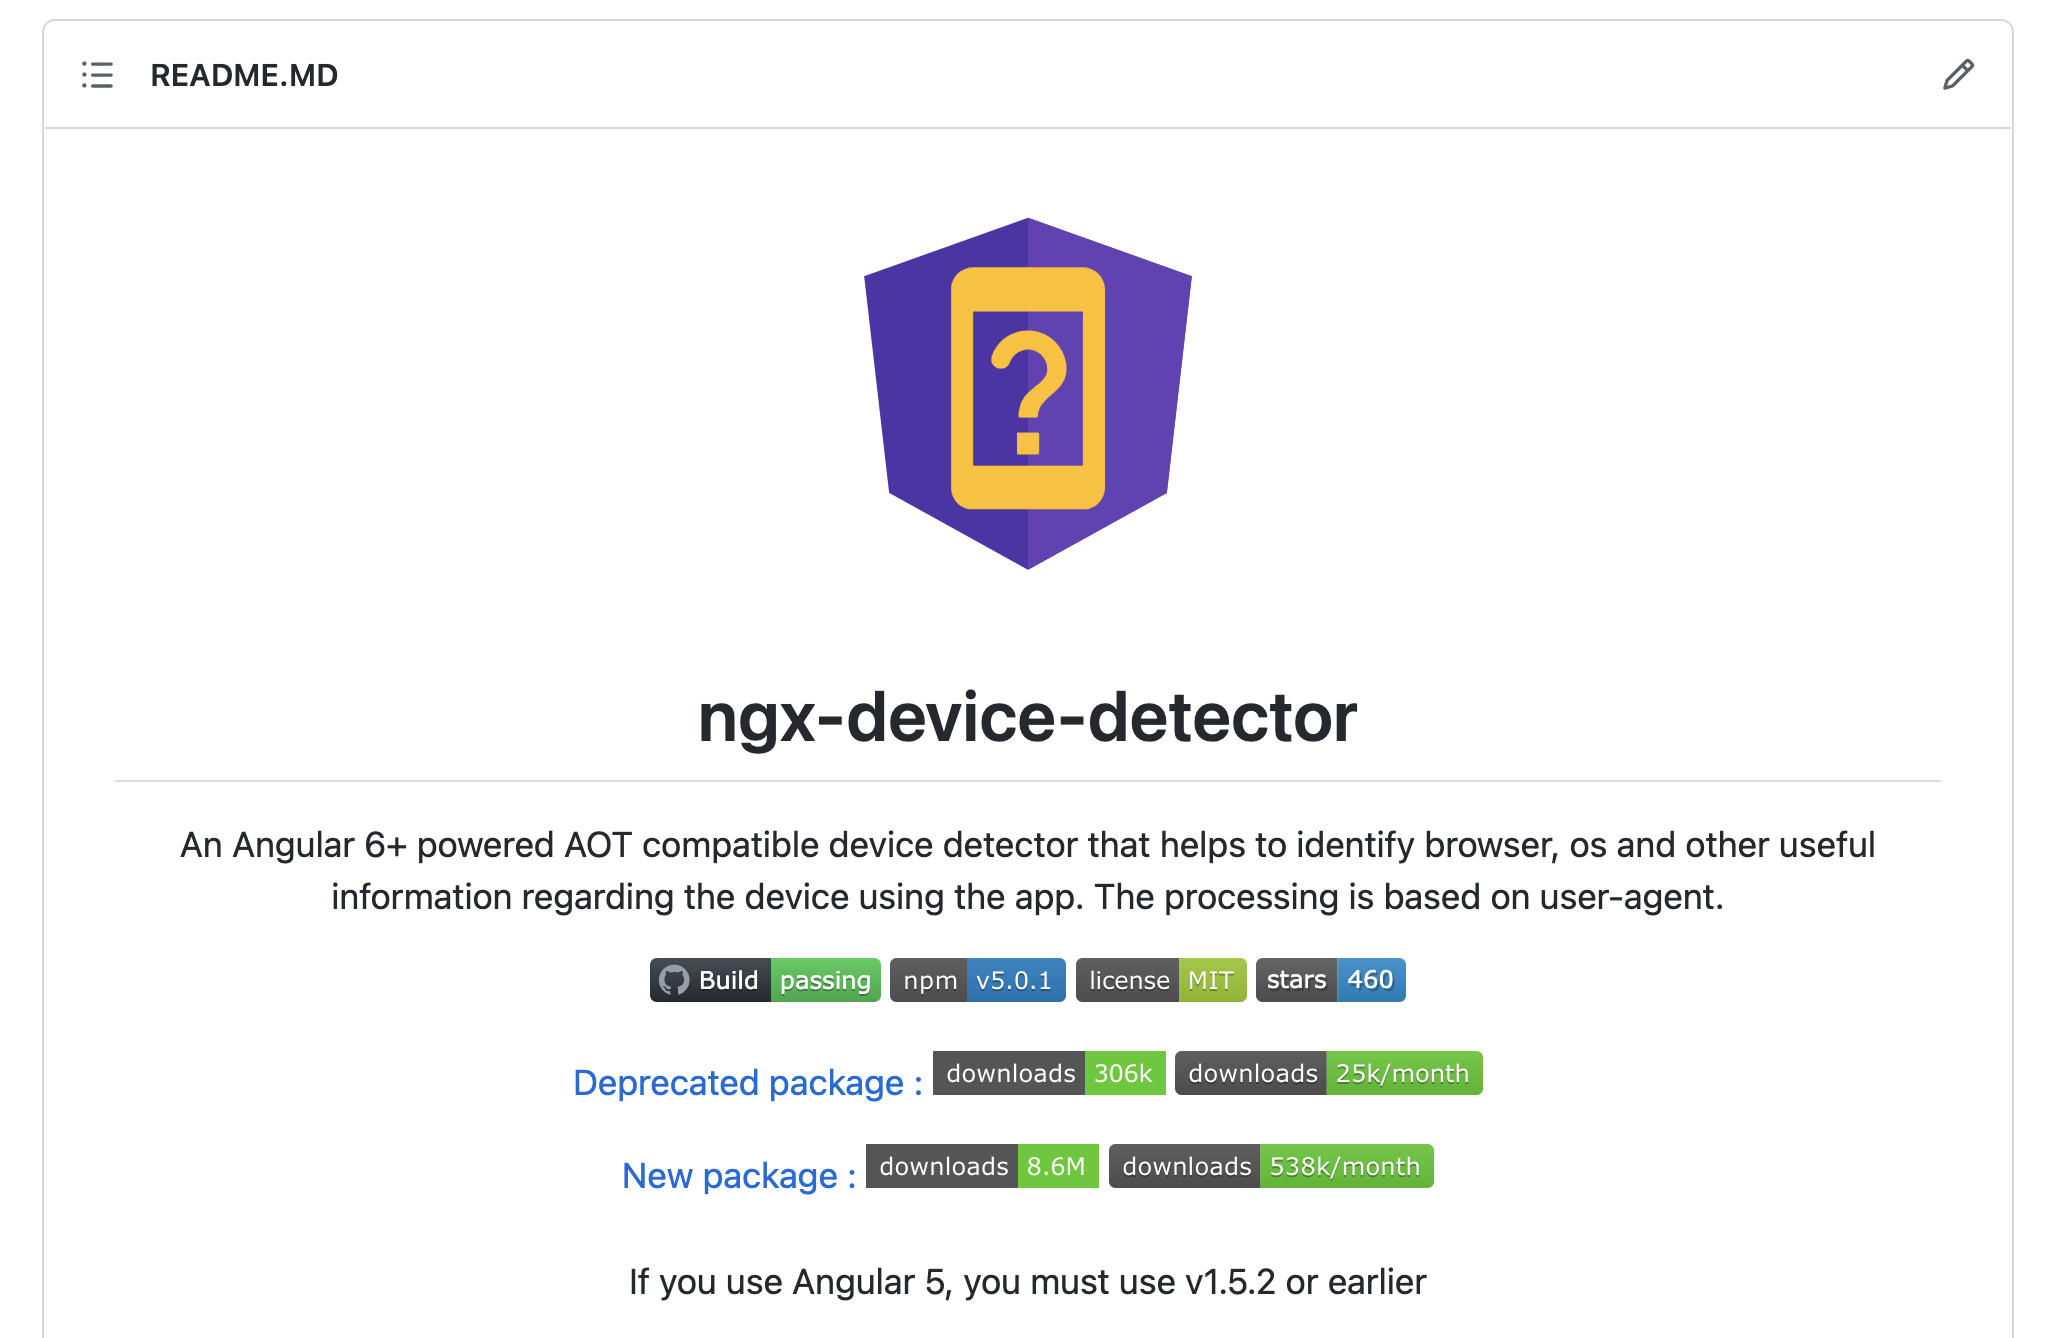 README.MD
?
ngx-device-detector
An Angular 6+ powered AOT compatible device detector that helps to identify browser, os and other useful
information regarding the device using the app. The processing is based on user-agent.
Build passing npm v5.0.1 license MIT stars 460
Deprecated package : downloads 306k downloads 25k/month
New package : downloads 8.6M downloads 538k/month
If you use Angular 5, you must use v1.5.2 or earlier